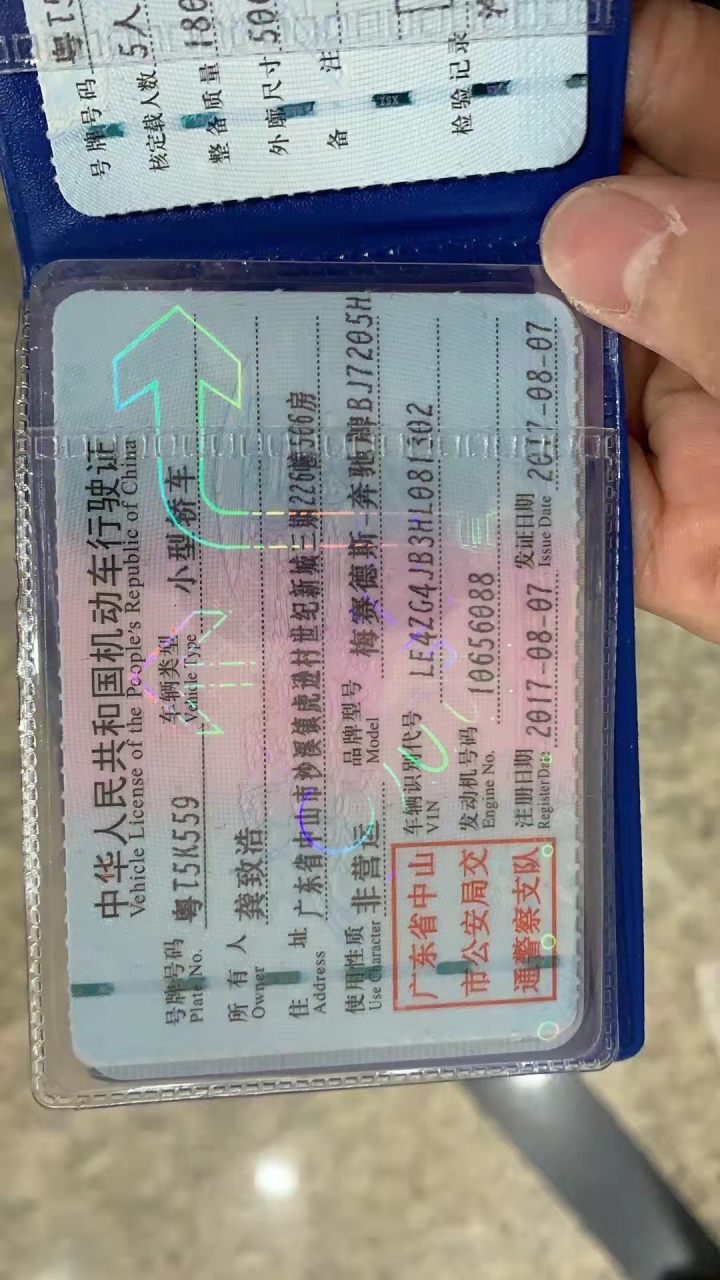 粤T5
号牌号码
核定载人数 5人
整备质量 180
外廓尺寸 500
备 注
检验记录
中华人民共和国机动车行驶证
Vehicle License of the People's Republic of China
号牌号码 粤T5K559 车辆类型 小型轿车
Plate No. Vehicle Type
所有人 龚致浩
Owner
住址 广东省中山市沙溪镇虎逊村世纪新城三期226幢506房
Address
使用性质 非营运 品牌型号 梅赛德斯-奔驰牌BJ7205H
Use Character Model
车辆识别代号 LE4ZG4JB3HL081302
VIN
发动机号码 10656088
Engine No.
注册日期 2017-08-07 发证日期 2017-08-07
Register Date Issue Date
广东省中山
市公安局交
通警察支队